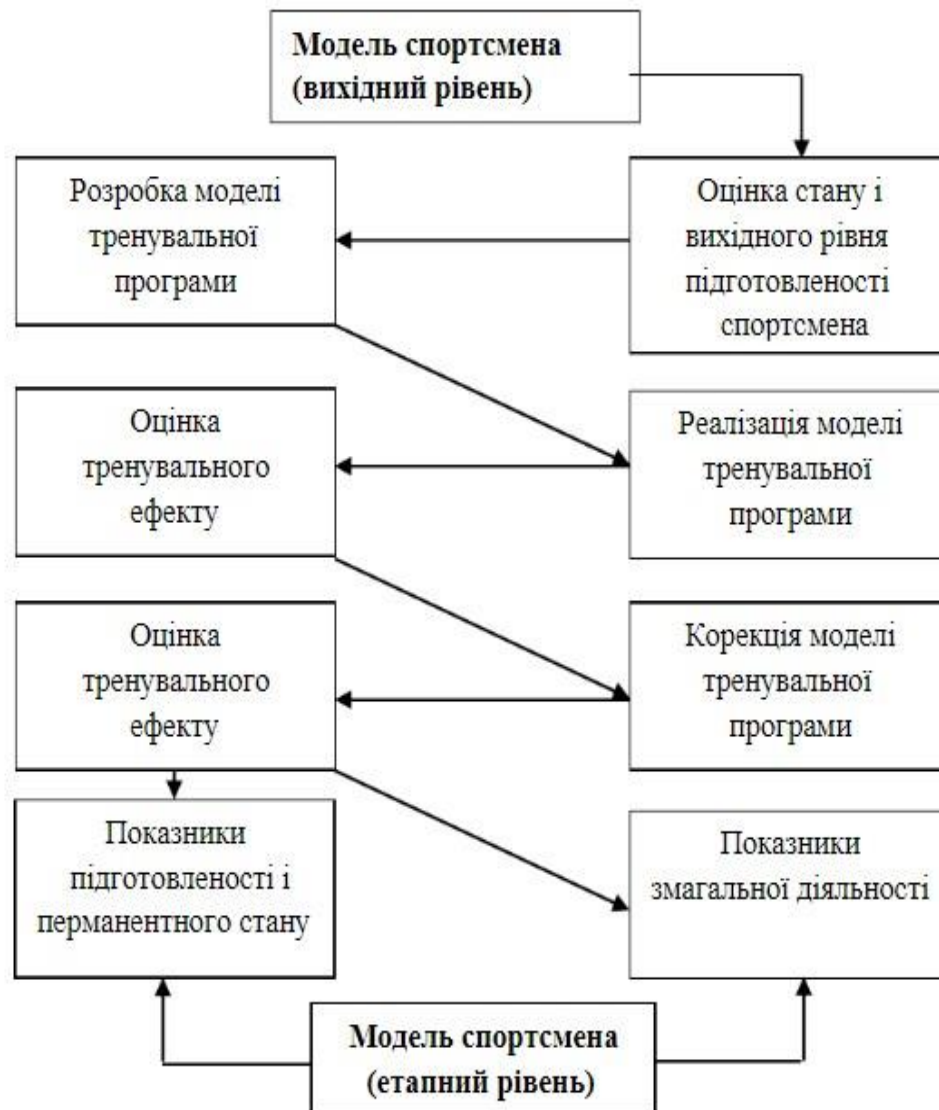 Модель спортсмена
(вихідний рівень)
Розробка моделі
тренувальної
програми
Оцінка стану і
вихідного рівня
підготовленості
спортсмена
Оцінка
тренувального
ефекту
Реалізація моделі
тренувальної
програми
Оцінка
тренувального
ефекту
Корекція моделі
тренувальної
програми
Показники
підготовленості і
перманентного стану
Показники
змагальної діяльності
Модель спортсмена
(етапний рівень)